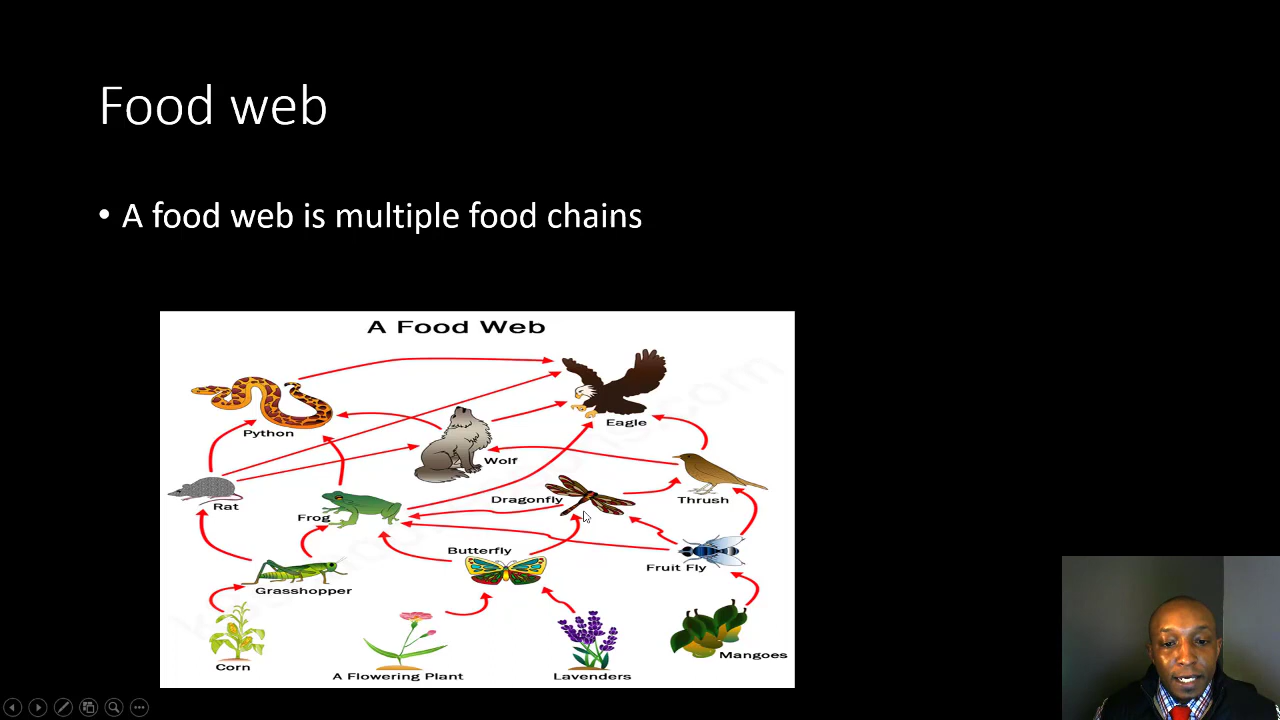 Food web
• A food web is multiple food chains
A Food Web
Python
Eagle
Wolf
Rat
Frog
Dragonfly
Thrush
Butterfly
Fruit Fly
Grasshopper
Corn
A Flowering Plant
Lavenders
Mangoes